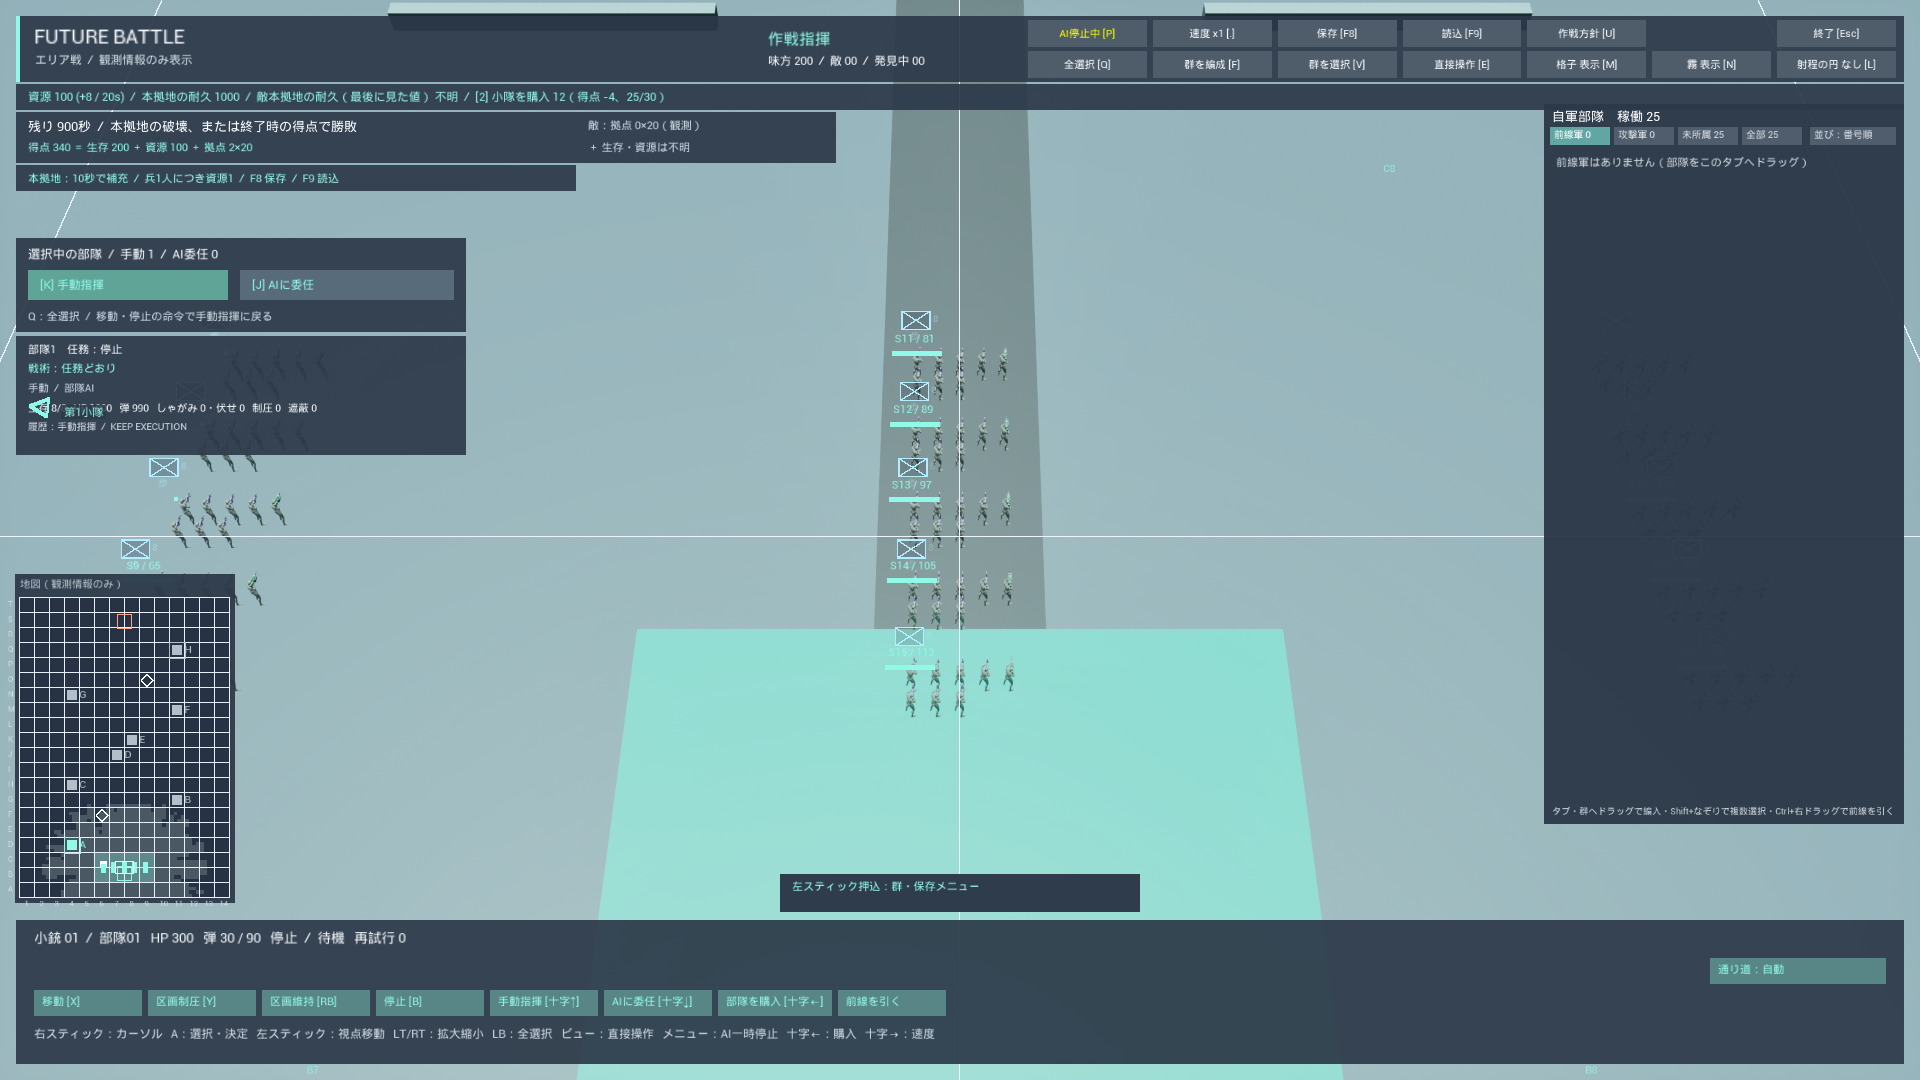 FUTURE BATTLE
エリア戦 / 観測情報のみ表示
作戦指揮
味方 200 / 敵 00 / 発見中 00
AI停止中 [P]
速度 x1 [.]
保存 [F8]
読込 [F9]
作戦方針 [U]
終了 [Esc]
全選択 [Q]
群を編成 [F]
群を選択 [V]
直接操作 [E]
格子 表示 [M]
霧 表示 [N]
射程の円 なし [L]
資源 100 (+8 / 20s) / 本拠地の耐久 1000 / 敵本拠地の耐久 ( 最後に見た値 ) 不明 / [2] 小隊を購入 12 ( 得点 -4、25/30 )
残り 900秒 / 本拠地の破壊、または終了時の得点で勝敗
敵 : 拠点 0×20 ( 観測 )
得点 340 = 生存 200 + 資源 100 + 拠点 2×20
+ 生存・資源は不明
本拠地 : 10秒で補充 / 兵1人につき資源1 / F8 保存 / F9 読込
自軍部隊 稼働 25
前線軍 0
攻撃軍 0
未所属 25
全部 25
並び : 番号順
前線軍はありません ( 部隊をこのタブへドラッグ )
C8
選択中の部隊 / 手動 1 / AI委任 0
[K] 手動指揮
[J] AIに委任
Q : 全選択 / 移動・停止の命令で手動指揮に戻る
部隊1 任務 : 停止
戦術 : 任務どおり
手動 / 部隊AI
弾 990 しゃがみ 0・伏せ 0 制圧 0 遮蔽 0
第1小隊
履歴 : 手動指揮 / KEEP EXECUTION
S11 / 81
S12 / 89
S13 / 97
S14 / 105
S15 / 113
S9 / 65
地図 ( 観測情報のみ )
H
G
F
E
D
C
B
A
1 2 3 4 5 6 7 8 9 10 11 12 13 14
タブ・群へドラッグで編入・Shift+なぞりで複数選択・Ctrl+右ドラッグで前線を引く
左スティック押込 : 群・保存メニュー
小銃 01 / 部隊01 HP 300 弾 30 / 90 停止 / 待機 再試行 0
通り道 : 自動
移動 [X]
区画制圧 [Y]
区画維持 [RB]
停止 [B]
手動指揮 [十字↑]
AIに委任 [十字↓]
部隊を購入 [十字←]
前線を引く
右スティック : カーソル A : 選択・決定 左スティック : 視点移動 LT/RT : 拡大縮小 LB : 全選択 ビュー : 直接操作 メニュー : AI一時停止 十字← : 購入 十字→ : 速度
B7
B8